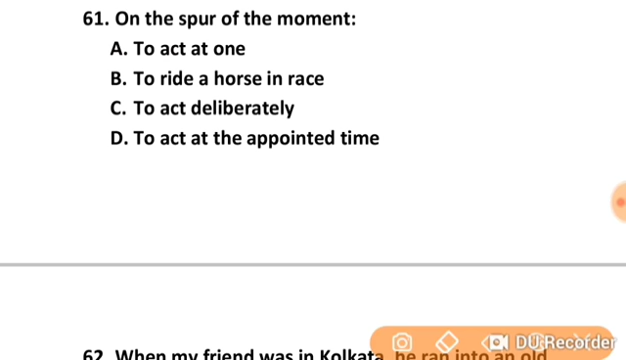 61. On the spur of the moment:
A. To act at one
B. To ride a horse in race
C. To act deliberately
D. To act at the appointed time
DU Recorder
62. When my friend was in Kolkata, he ran into an old